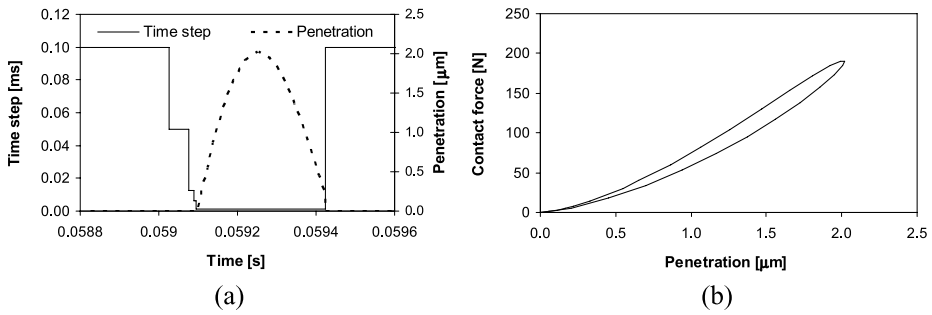 Time step Penetration
0.12
0.10
0.08
0.06
0.04
0.02
0.00
Time step [ms]
2.5
2.0
1.5
1.0
0.5
0.0
Penetration [μm]
0.0588 0.059 0.0592 0.0594 0.0596
Time [s]
(a)
250
200
150
100
50
0
Contact force [N]
0.0 0.5 1.0 1.5 2.0 2.5
Penetration [μm]
(b)